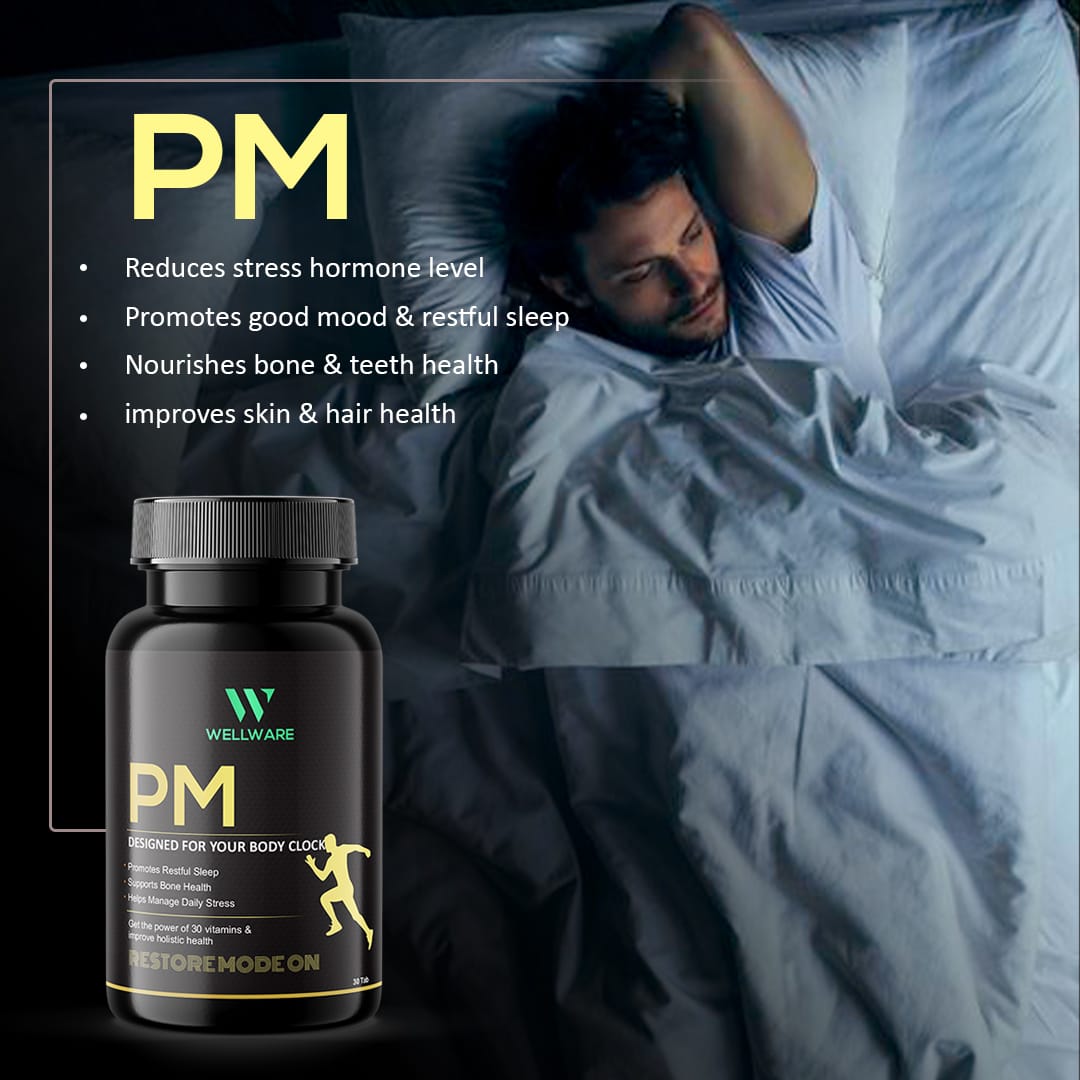 PM
• Reduces stress hormone level
• Promotes good mood & restful sleep
• Nourishes bone & teeth health
• improves skin & hair health
WELLWARE
PM
DESIGNED FOR YOUR BODY CLOCK
• Promotes Restful Sleep
• Supports Bone Health
• Helps Manage Daily Stress
Get the power of 30 vitamins &
improve holistic health
RESTORE MODE ON
30 Tab